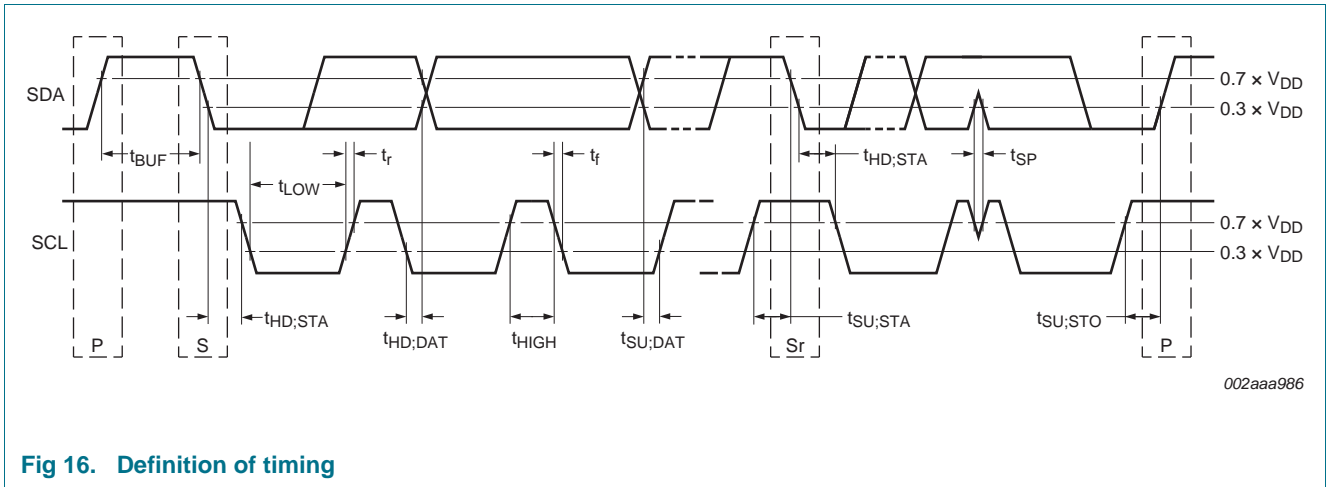 SDA
0.7 × VDD
0.3 × VDD
tBUF
tr
tf
tHD;STA
tSP
tLOW
SCL
0.7 × VDD
0.3 × VDD
tHD;STA
tHD;DAT
tHIGH
tSU;DAT
tSU;STA
tSU;STO
P
S
Sr
P
002aaa986
Fig 16. Definition of timing